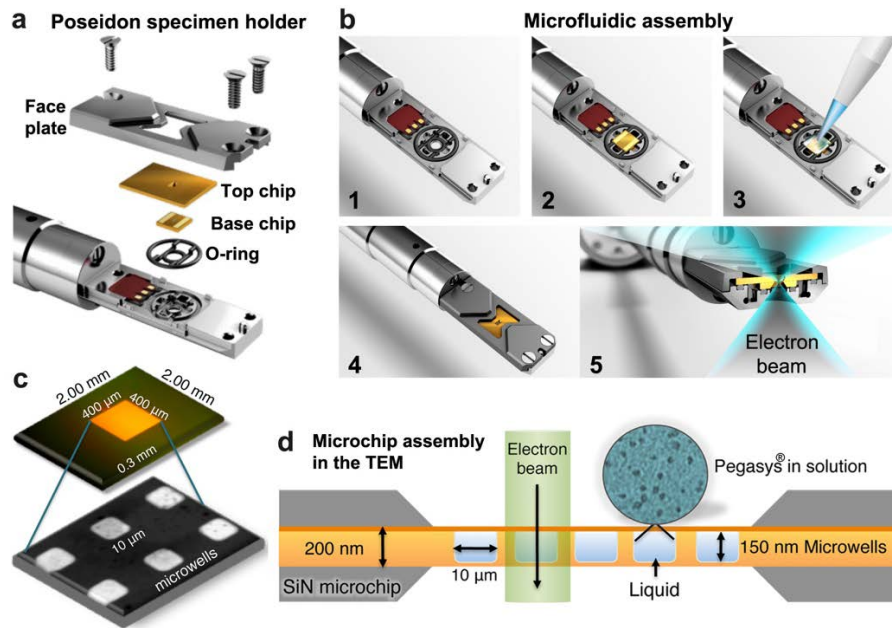 a
Poseidon specimen holder
Face
plate
Top chip
Base chip
O-ring
b
Microfluidic assembly
1
2
3
4
5
Electron
beam
c
2.00 mm
2.00 mm
400 µm
400 µm
0.3 mm
10 µm
microwells
d
Microchip assembly
in the TEM
Electron
beam
Pegasys® in solution
200 nm
10 µm
150 nm Microwells
SiN microchip
Liquid